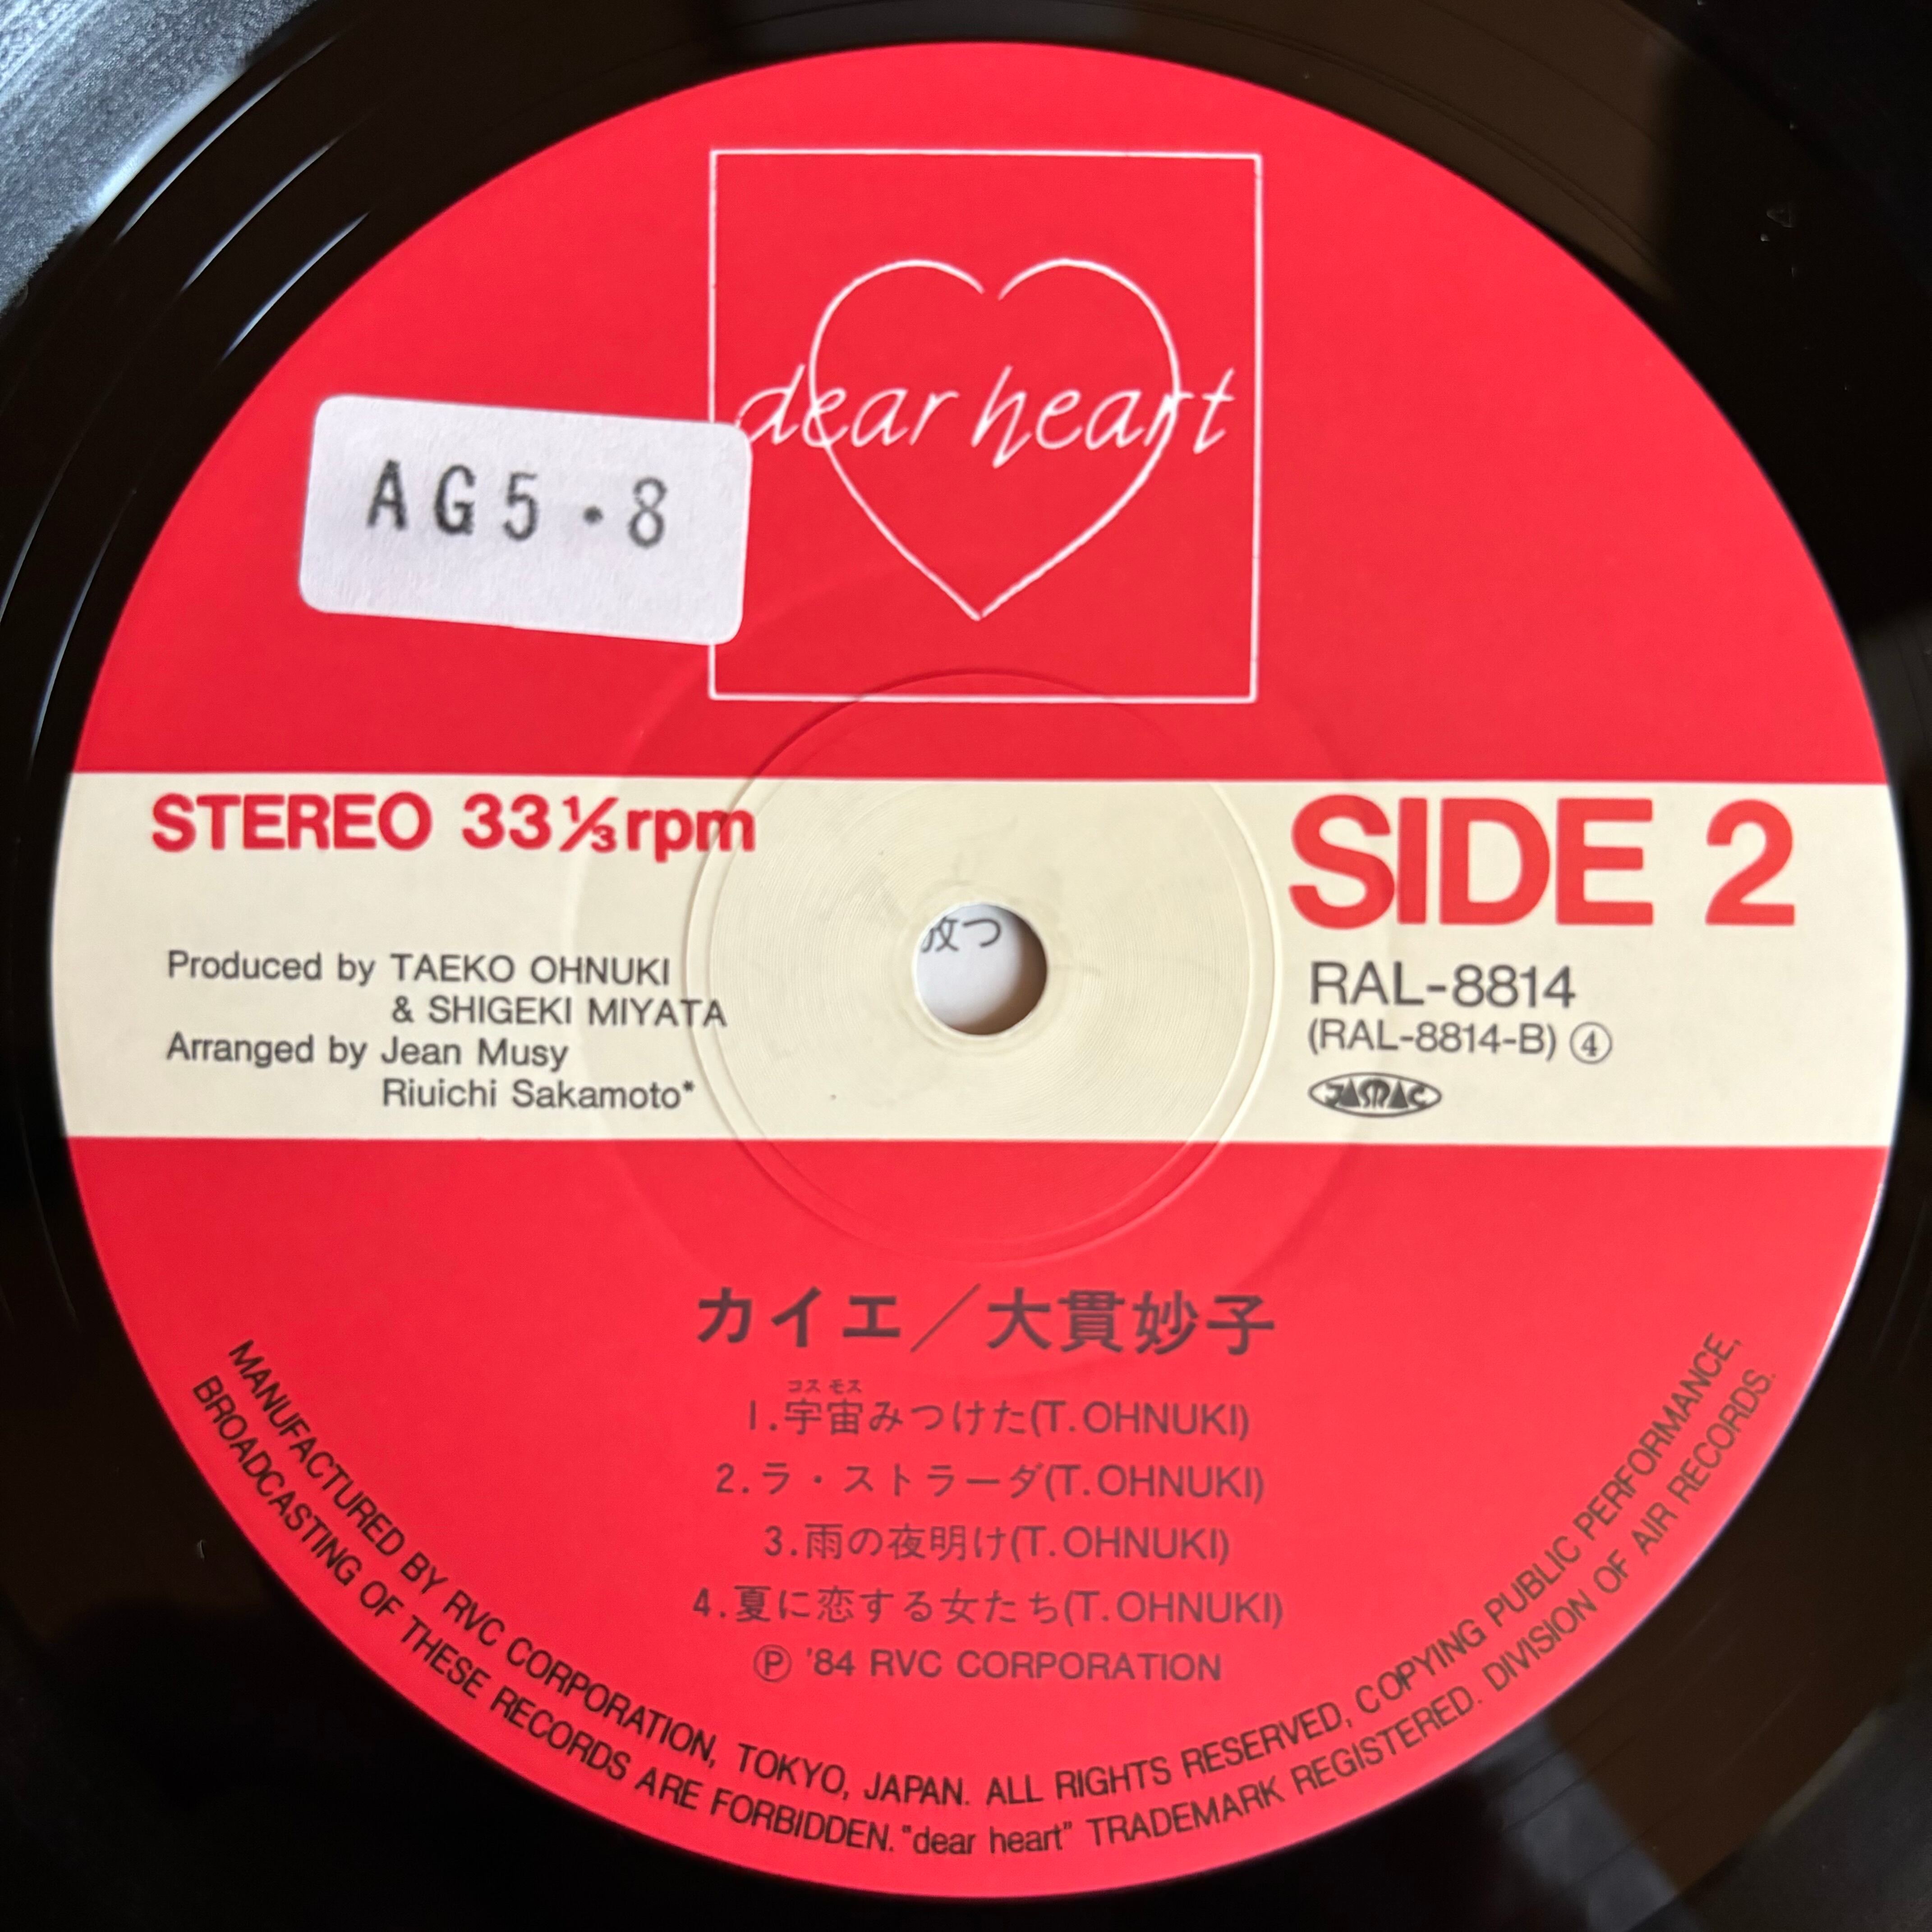 dear heart
AG5・8
STEREO 33⅓rpm
SIDE 2
Produced by TAEKO OHNUKI
& SHIGEKI MIYATA
Arranged by Jean Musy
Riuichi Sakamoto*
放つ
RAL-8814
(RAL-8814-B) ④
JASRAC
カイエ／大貫妙子
コスモス
1.宇宙みつけた(T.OHNUKI)
2.ラ・ストラーダ(T.OHNUKI)
3.雨の夜明け(T.OHNUKI)
4.夏に恋する女たち(T.OHNUKI)
Ⓟ '84 RVC CORPORATION
MANUFACTURED BY RVC CORPORATION, TOKYO, JAPAN. ALL RIGHTS RESERVED, COPYING PUBLIC PERFORMANCE,
BROADCASTING OF THESE RECORDS ARE FORBIDDEN. "dear heart" TRADEMARK REGISTERED. DIVISION OF AIR RECORDS.